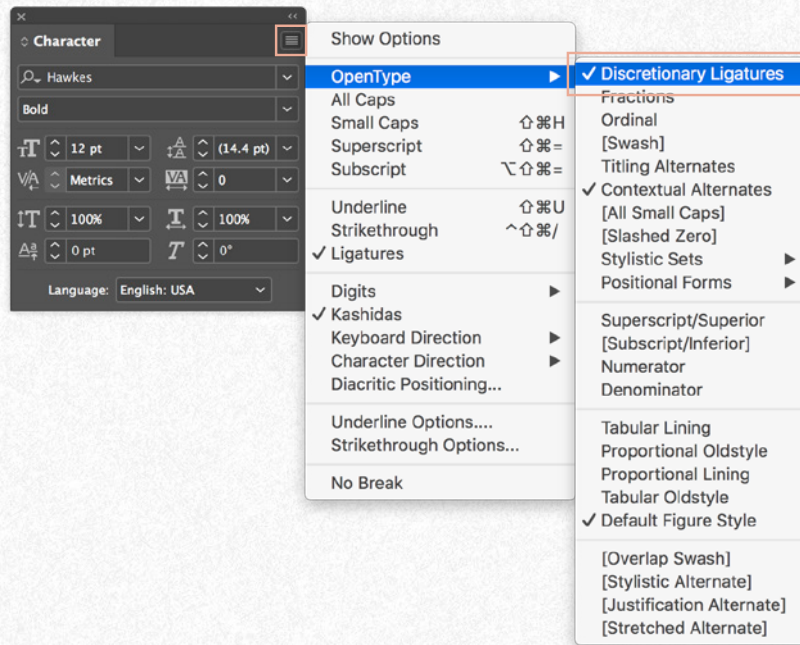 Character
Hawkes
Bold
12 pt
(14.4 pt)
Metrics
0
100%
100%
0 pt
0°
Language: English: USA
Show Options
OpenType
All Caps
Small Caps ⇧⌘H
Superscript ⇧⌘=
Subscript ⌥⇧⌘=
Underline ⇧⌘U
Strikethrough ^⇧⌘/
✓ Ligatures
Digits
✓ Kashidas
Keyboard Direction
Character Direction
Diacritic Positioning...
Underline Options....
Strikethrough Options...
No Break
✓ Discretionary Ligatures
Fractions
Ordinal
[Swash]
Titling Alternates
✓ Contextual Alternates
[All Small Caps]
[Slashed Zero]
Stylistic Sets
Positional Forms
Superscript/Superior
[Subscript/Inferior]
Numerator
Denominator
Tabular Lining
Proportional Oldstyle
Proportional Lining
Tabular Oldstyle
✓ Default Figure Style
[Overlap Swash]
[Stylistic Alternate]
[Justification Alternate]
[Stretched Alternate]